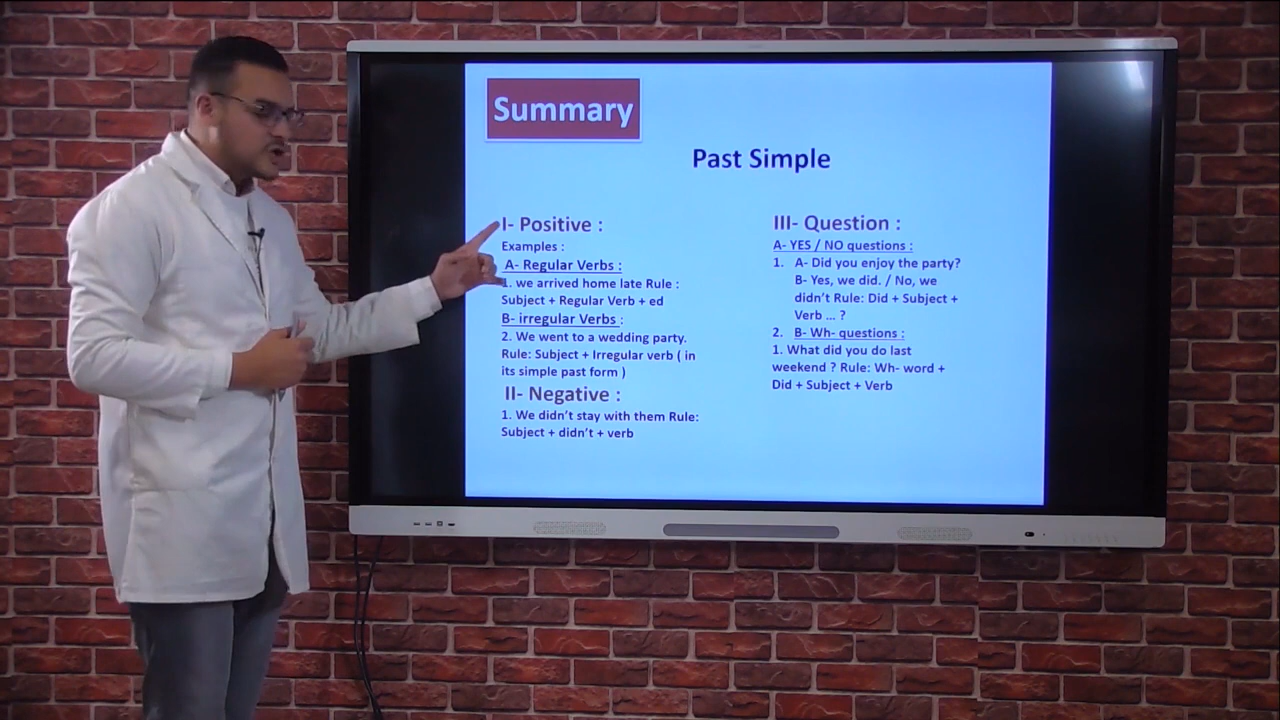 Summary
Past Simple
I- Positive :
Examples :
A- Regular Verbs :
1. we arrived home late Rule :
Subject + Regular Verb + ed
B- irregular Verbs :
2. We went to a wedding party.
Rule: Subject + Irregular verb ( in
its simple past form )
II- Negative :
1. We didn't stay with them Rule:
Subject + didn't + verb
III- Question :
A- YES / NO questions :
1. A- Did you enjoy the party?
B- Yes, we did. / No, we
didn't Rule: Did + Subject +
Verb ... ?
2. B- Wh- questions :
1. What did you do last
weekend ? Rule: Wh- word +
Did + Subject + Verb